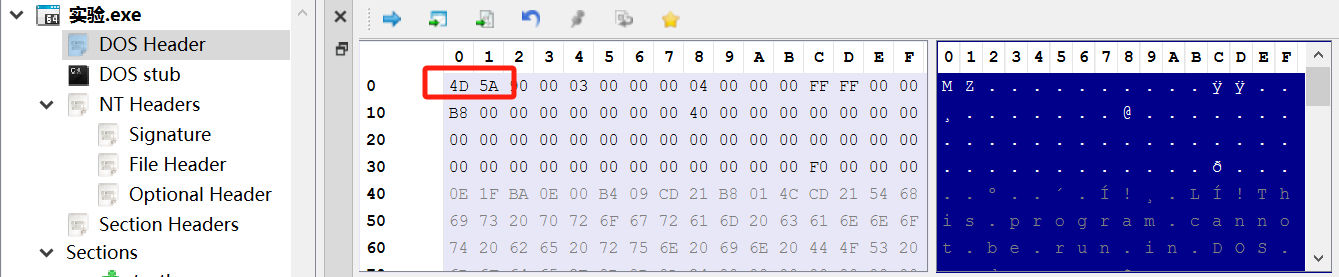 实验.exe
DOS Header
DOS stub
NT Headers
Signature
File Header
Optional Header
Section Headers
Sections
0 1 2 3 4 5 6 7 8 9 A B C D E F
0 4D 5A 90 00 03 00 00 00 04 00 00 00 FF FF 00 00
10 B8 00 00 00 00 00 00 00 40 00 00 00 00 00 00 00
20 00 00 00 00 00 00 00 00 00 00 00 00 00 00 00 00
30 00 00 00 00 00 00 00 00 00 00 00 00 F0 00 00 00
40 0E 1F BA 0E 00 B4 09 CD 21 B8 01 4C CD 21 54 68
50 69 73 20 70 72 6F 67 72 61 6D 20 63 61 6E 6E 6F
60 74 20 62 65 20 72 75 6E 20 69 6E 20 44 4F 53 20
0 1 2 3 4 5 6 7 8 9 A B C D E F
M Z . . . . . . . . . . ÿ ÿ . .
¸ . . . . . . . @ . . . . . . .
. . . . . . . . . . . . . . . .
. . . . . . . . . . . . ð . . .
. . º . . ´ . Í ! ¸ . L Í ! T h
i s . p r o g r a m . c a n n o
t . b e . r u n . i n . D O S .